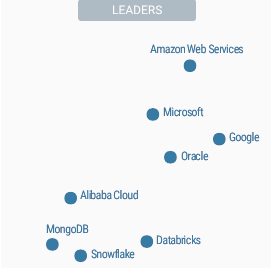 LEADERS
Amazon Web Services
Microsoft
Google
Oracle
Alibaba Cloud
MongoDB
Databricks
Snowflake